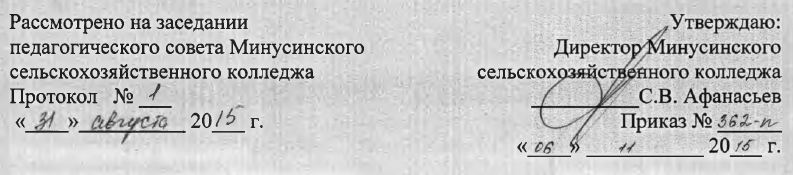 Рассмотрено на заседании
педагогического совета Минусинского
сельскохозяйственного колледжа
Протокол № 1
« 31 » августа 2015 г.
Утверждаю:
Директор Минусинского
сельскохозяйственного колледжа
С.В. Афанасьев
Приказ № 362-п
« 06 » 11 2015 г.